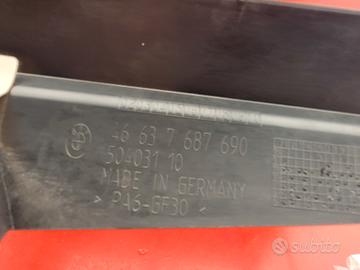 46 63 7 687 690
504031 10
MADE IN GERMANY
> PA6-GF30 <
subito